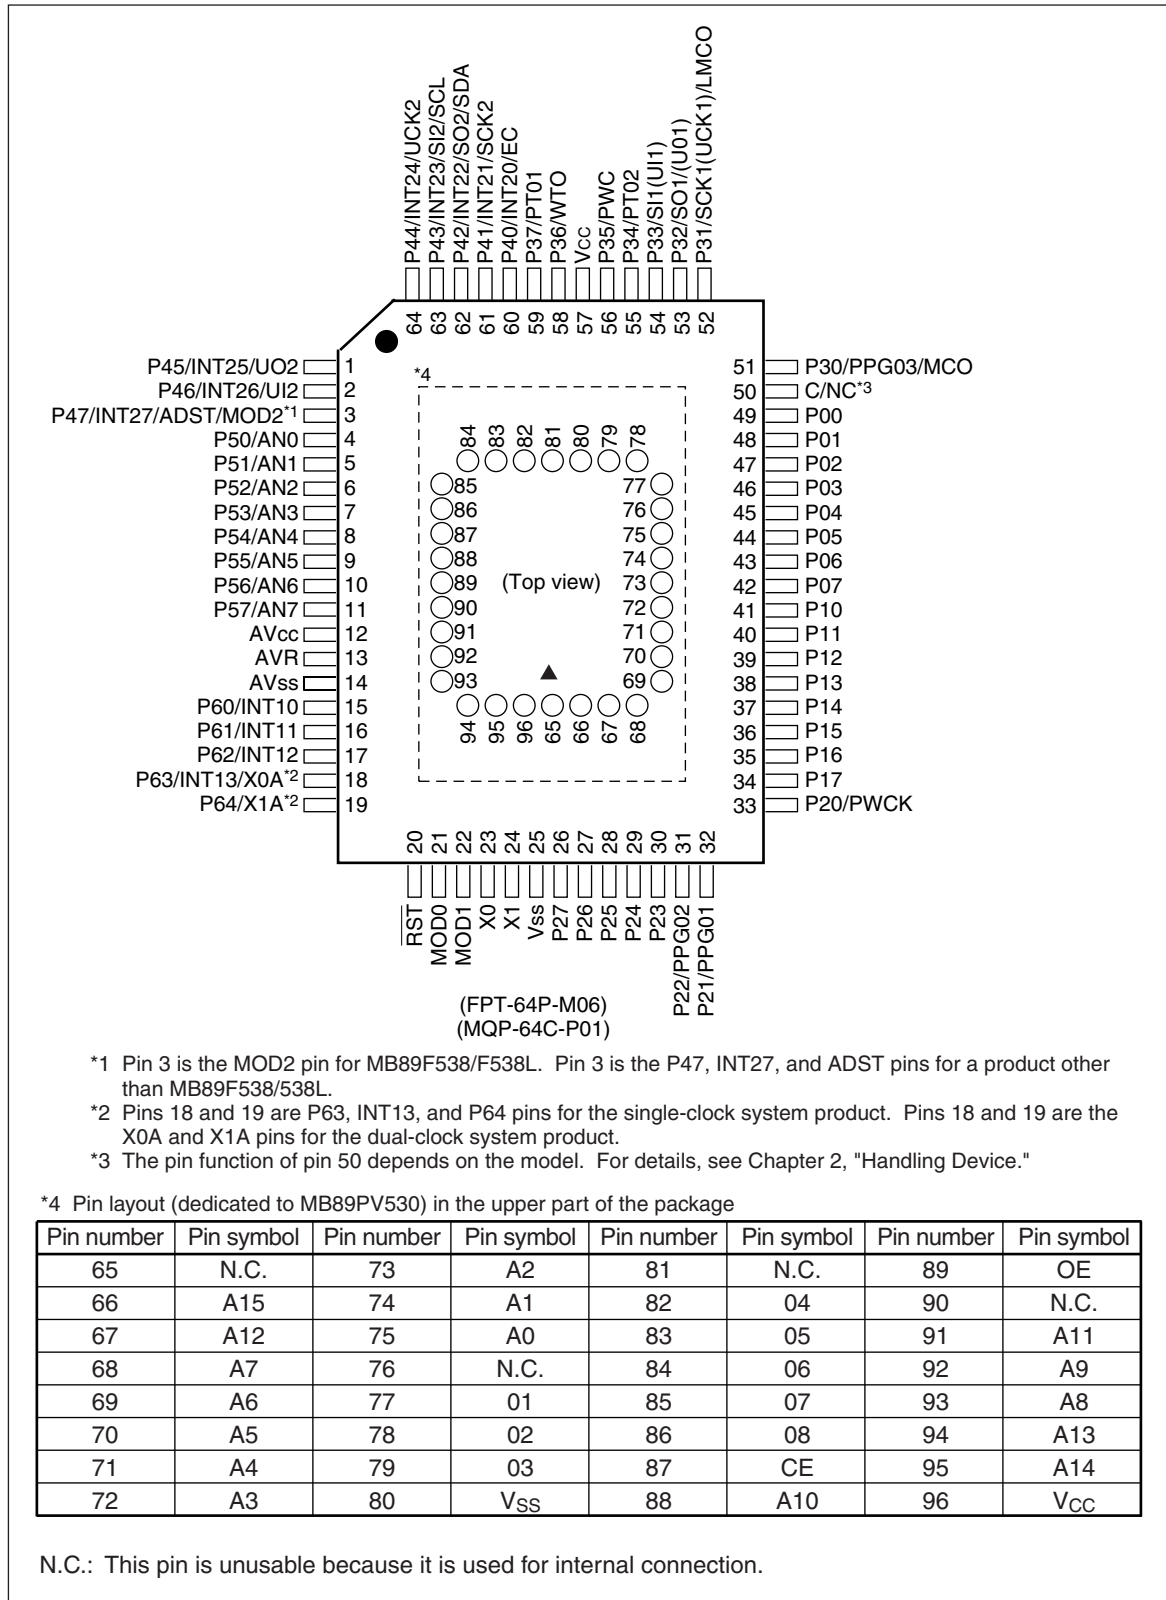 P44/INT24/UCK2
P43/INT23/SI2/SCL
P42/INT22/SO2/SDA
P41/INT21/SCK2
P40/INT20/EC
P37/PT01
P36/WTO
Vcc
P35/PWC
P34/PT02
P33/SI1(UI1)
P32/SO1/(U01)
P31/SCK1(UCK1)/LMCO
64 63 62 61 60 59 58 57 56 55 54 53 52
P45/INT25/UO2 1
P46/INT26/UI2 2
P47/INT27/ADST/MOD2*1 3
P50/AN0 4
P51/AN1 5
P52/AN2 6
P53/AN3 7
P54/AN4 8
P55/AN5 9
P56/AN6 10
P57/AN7 11
AVcc 12
AVR 13
AVss 14
P60/INT10 15
P61/INT11 16
P62/INT12 17
P63/INT13/X0A*2 18
P64/X1A*2 19
*4
84 83 82 81 80 79 78
85 77
86 76
87 75
88 74
89 (Top view) 73
90 72
91 71
92 70
93 69
94 95 96 65 66 67 68
51 P30/PPG03/MCO
50 C/NC*3
49 P00
48 P01
47 P02
46 P03
45 P04
44 P05
43 P06
42 P07
41 P10
40 P11
39 P12
38 P13
37 P14
36 P15
35 P16
34 P17
33 P20/PWCK
20 21 22 23 24 25 26 27 28 29 30 31 32
RST
MOD0
MOD1
X0
X1
Vss
P27
P26
P25
P24
P23
P22/PPG02
P21/PPG01
(FPT-64P-M06)
(MQP-64C-P01)
*1 Pin 3 is the MOD2 pin for MB89F538/F538L. Pin 3 is the P47, INT27, and ADST pins for a product other
than MB89F538/538L.
*2 Pins 18 and 19 are P63, INT13, and P64 pins for the single-clock system product. Pins 18 and 19 are the
X0A and X1A pins for the dual-clock system product.
*3 The pin function of pin 50 depends on the model. For details, see Chapter 2, "Handling Device."
*4 Pin layout (dedicated to MB89PV530) in the upper part of the package
Pin number Pin symbol Pin number Pin symbol Pin number Pin symbol Pin number Pin symbol
65 N.C. 73 A2 81 N.C. 89 OE
66 A15 74 A1 82 04 90 N.C.
67 A12 75 A0 83 05 91 A11
68 A7 76 N.C. 84 06 92 A9
69 A6 77 01 85 07 93 A8
70 A5 78 02 86 08 94 A13
71 A4 79 03 87 CE 95 A14
72 A3 80 VSS 88 A10 96 VCC
N.C.: This pin is unusable because it is used for internal connection.